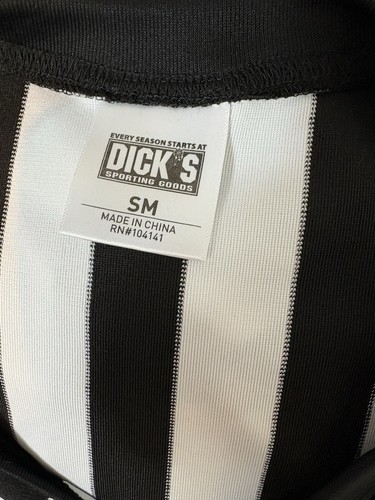 EVERY SEASON STARTS AT
DICK'S
SPORTING GOODS
SM
MADE IN CHINA
RN#104141